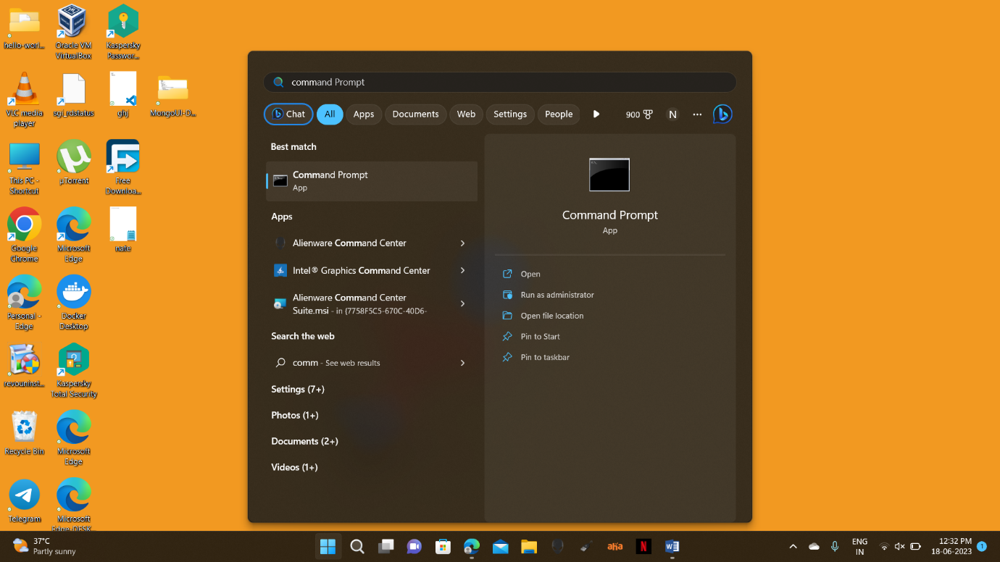 hello-worl...
Oracle VM
VirtualBox
Kaspersky
Passwor...
VLC media
player
sgl_rdstatus
ghj
MongoUI-D...
This PC -
Shortcut
µTorrent
Free
Downloa...
Google
Chrome
Microsoft
Edge
nate
Personal -
Edge
Docker
Desktop
revouninst...
Kaspersky
Total Security
Recycle Bin
Microsoft
Edge
Telegram
Microsoft
Edge-DESK...
command Prompt
Chat
All
Apps
Documents
Web
Settings
People
900
N
Best match
Command Prompt
App
Apps
Alienware Command Center
Intel® Graphics Command Center
Alienware Command Center
Suite.msi - in {7758F5C5-670C-40D6-
Search the web
comm - See web results
Settings (7+)
Photos (1+)
Documents (2+)
Videos (1+)
Command Prompt
App
Open
Run as administrator
Open file location
Pin to Start
Pin to taskbar
37°C
Partly sunny
aha
N
W
ENG
IN
12:32 PM
18-06-2023
1